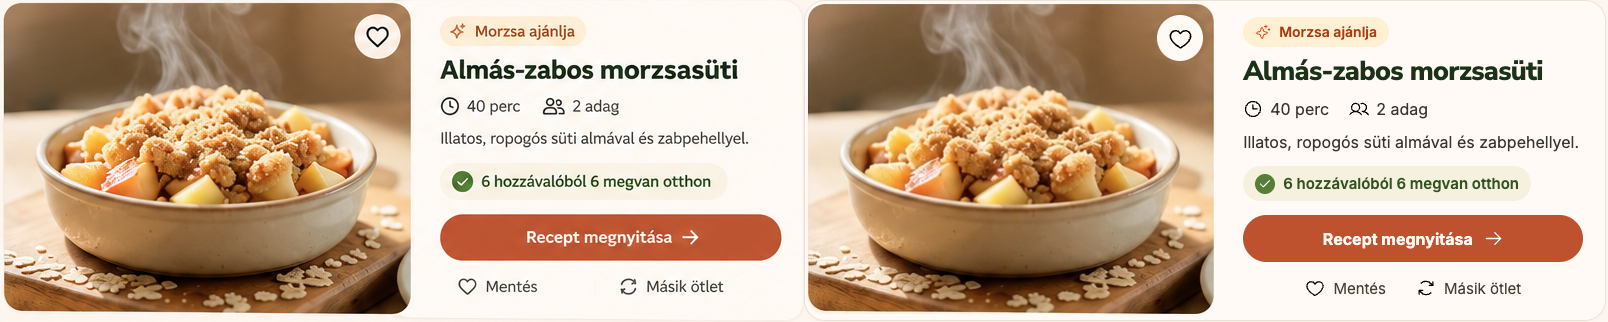 Morzsa ajánlja
Almás-zabos morzsasüti
40 perc 2 adag
Illatos, ropogós süti almával és zabpehellyel.
6 hozzávalóból 6 megvan otthon
Recept megnyitása
Mentés Másik ötlet
Morzsa ajánlja
Almás-zabos morzsasüti
40 perc 2 adag
Illatos, ropogós süti almával és zabpehellyel.
6 hozzávalóból 6 megvan otthon
Recept megnyitása
Mentés Másik ötlet